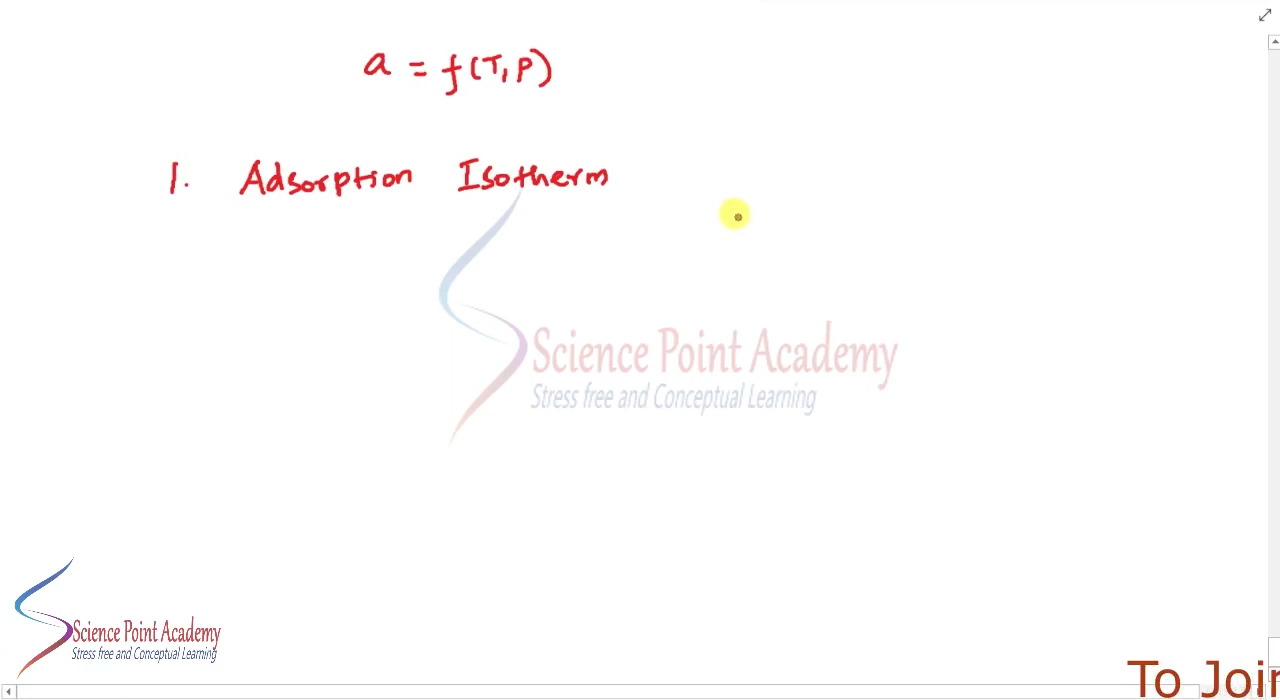 a = f(T, P)
1. Adsorption Isotherm
Science Point Academy
Stress free and Conceptual Learning
Science Point Academy
Stress free and Conceptual Learning
To Join